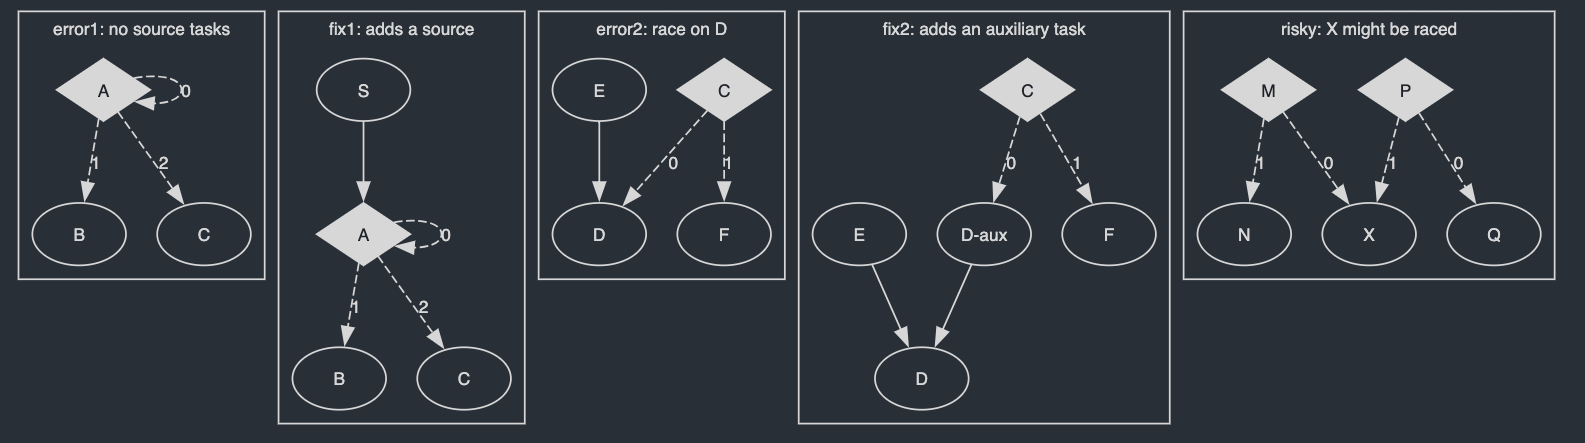 error1: no source tasks
A
0
1
2
B
C
fix1: adds a source
S
A
0
1
2
B
C
error2: race on D
E
C
0
1
D
F
fix2: adds an auxiliary task
C
0
1
E
D-aux
F
D
risky: X might be raced
M
P
1
0
1
0
N
X
Q